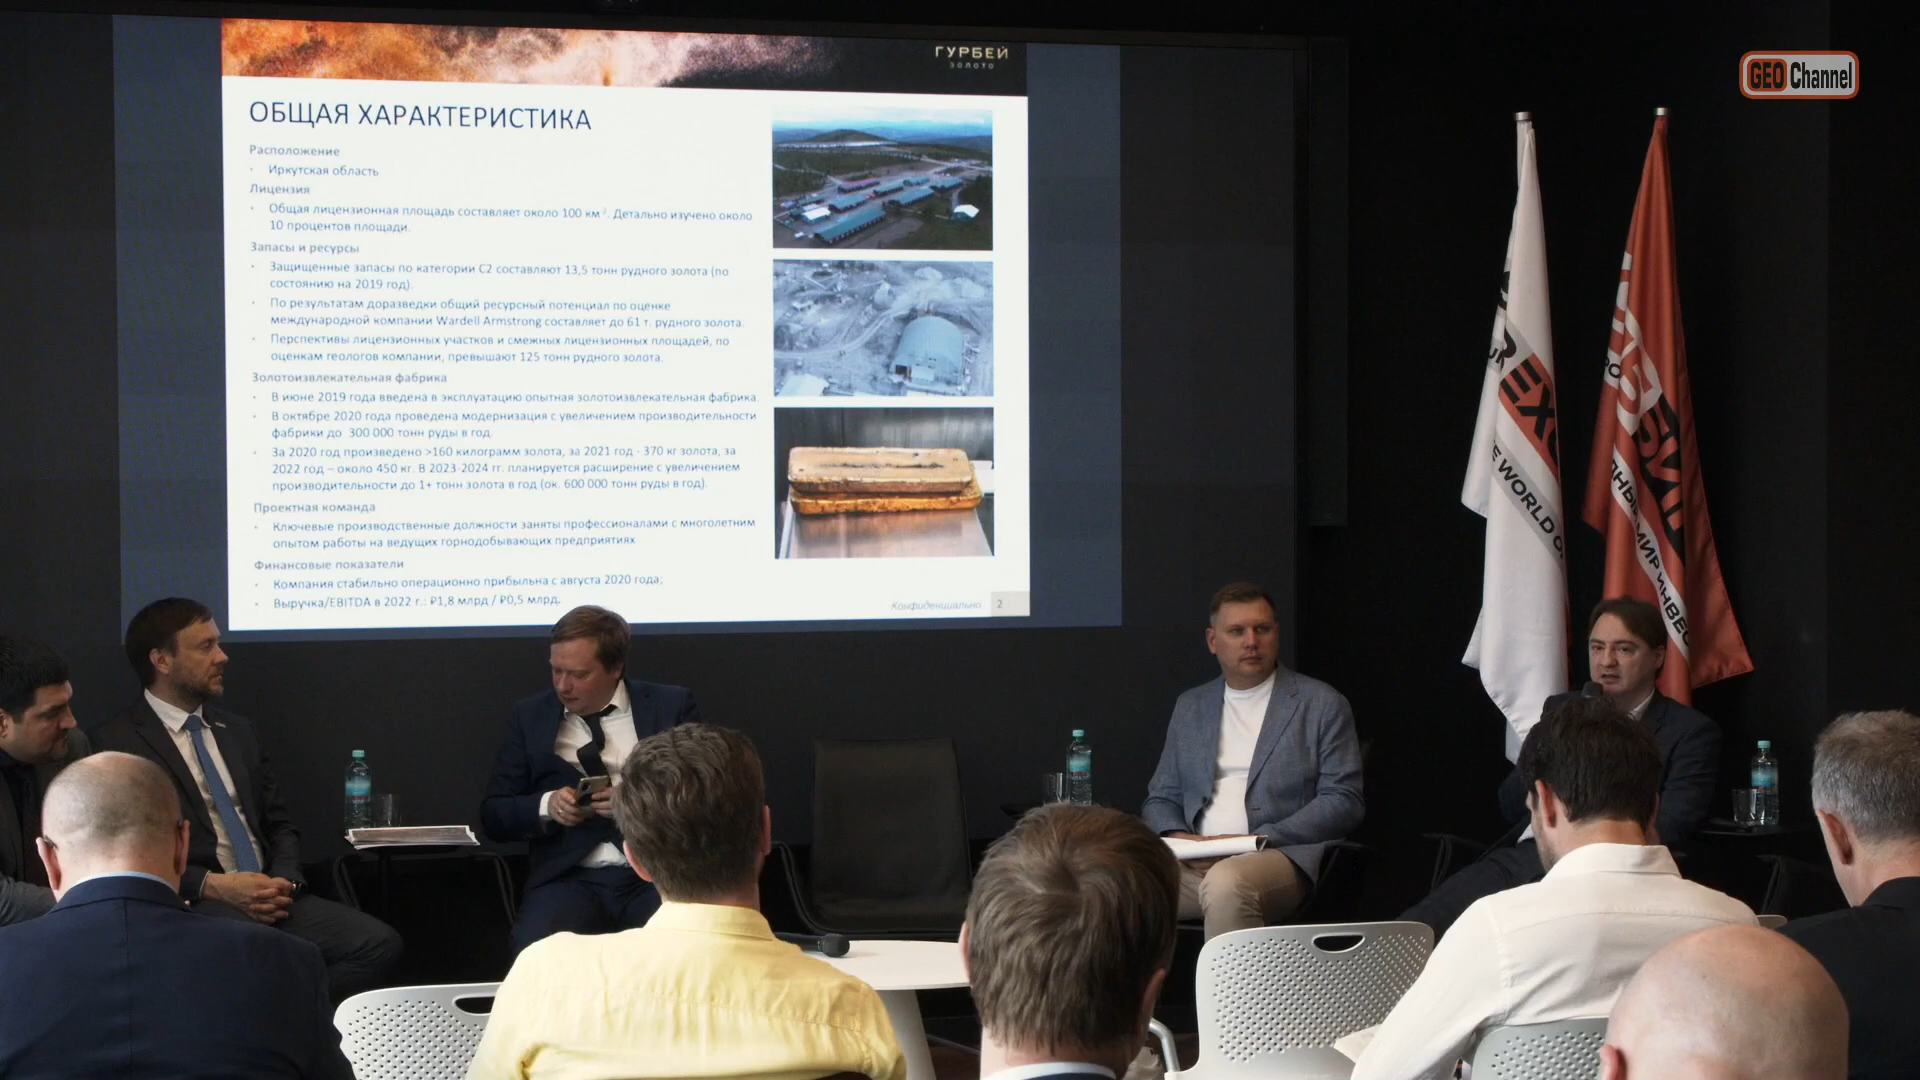 ГУРБЕЙ
ЗОЛОТО
GEO Channel
ОБЩАЯ ХАРАКТЕРИСТИКА
Расположение
Иркутская область
Лицензия
Общая лицензионная площадь составляет около 100 км ². Детально изучено около
10 процентов площади.
Запасы и ресурсы
Защищенные запасы по категории С2 составляют 13,5 тонн рудного золота (по
состоянию на 2019 год).
По результатам доразведки общий ресурсный потенциал по оценке
международной компании Wardell Armstrong составляет до 61 т. рудного золота.
Перспективы лицензионных участков и смежных лицензионных площадей, по
оценкам геологов компании, превышают 125 тонн рудного золота.
Золотоизвлекательная фабрика
В июне 2019 года введена в эксплуатацию опытная золотоизвлекательная фабрика.
В октябре 2020 года проведена модернизация с увеличением производительности
фабрики до 300 000 тонн руды в год.
За 2020 год произведено >160 килограмм золота, за 2021 год - 370 кг золота, за
2022 год – около 450 кг. В 2023-2024 гг. планируется расширение с увеличением
производительности до 1+ тонн золота в год (ок. 600 000 тонн руды в год).
Проектная команда
Ключевые производственные должности заняты профессионалами с многолетним
опытом работы на ведущих горнодобывающих предприятиях
Финансовые показатели
Компания стабильно операционно прибыльна с августа 2020 года;
Выручка/EBITDA в 2022 г.: ₽1,8 млрд / ₽0,5 млрд.
Конфиденциально 2
WORLD
МИР